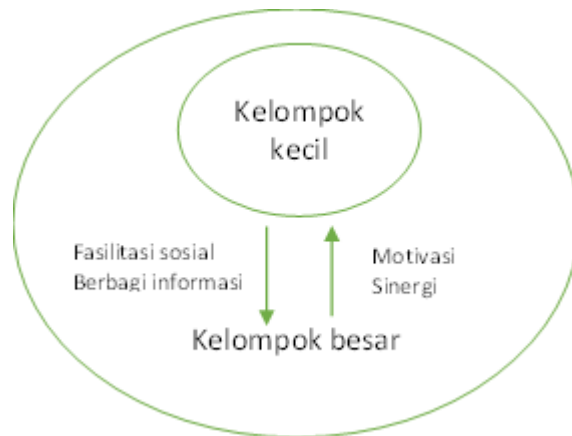 Kelompok
kecil
Fasilitasi sosial
Berbagi informasi
Motivasi
Sinergi
Kelompok besar